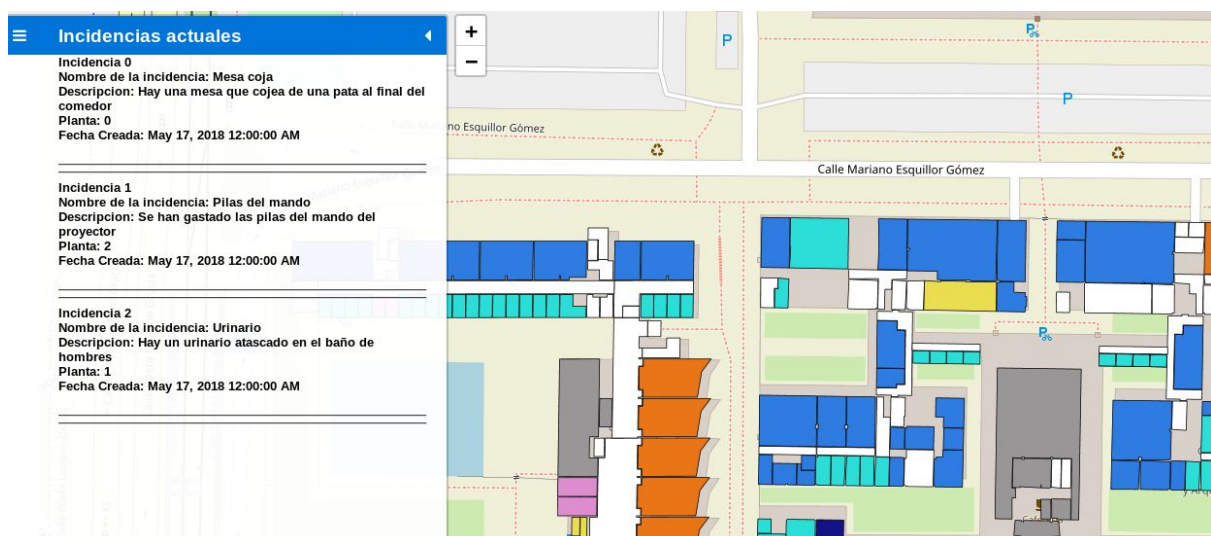 Incidencias actuales
Incidencia 0
Nombre de la incidencia: Mesa coja
Descripcion: Hay una mesa que cojea de una pata al final del
comedor
Planta: 0
Fecha Creada: May 17, 2018 12:00:00 AM
Incidencia 1
Nombre de la incidencia: Pilas del mando
Descripcion: Se han gastado las pilas del mando del
proyector
Planta: 2
Fecha Creada: May 17, 2018 12:00:00 AM
Incidencia 2
Nombre de la incidencia: Urinario
Descripcion: Hay un urinario atascado en el baño de
hombres
Planta: 1
Fecha Creada: May 17, 2018 12:00:00 AM
+
−
P
P
P
Calle Mariano Esquillor Gómez
Calle Mariano Esquillor Gómez
P